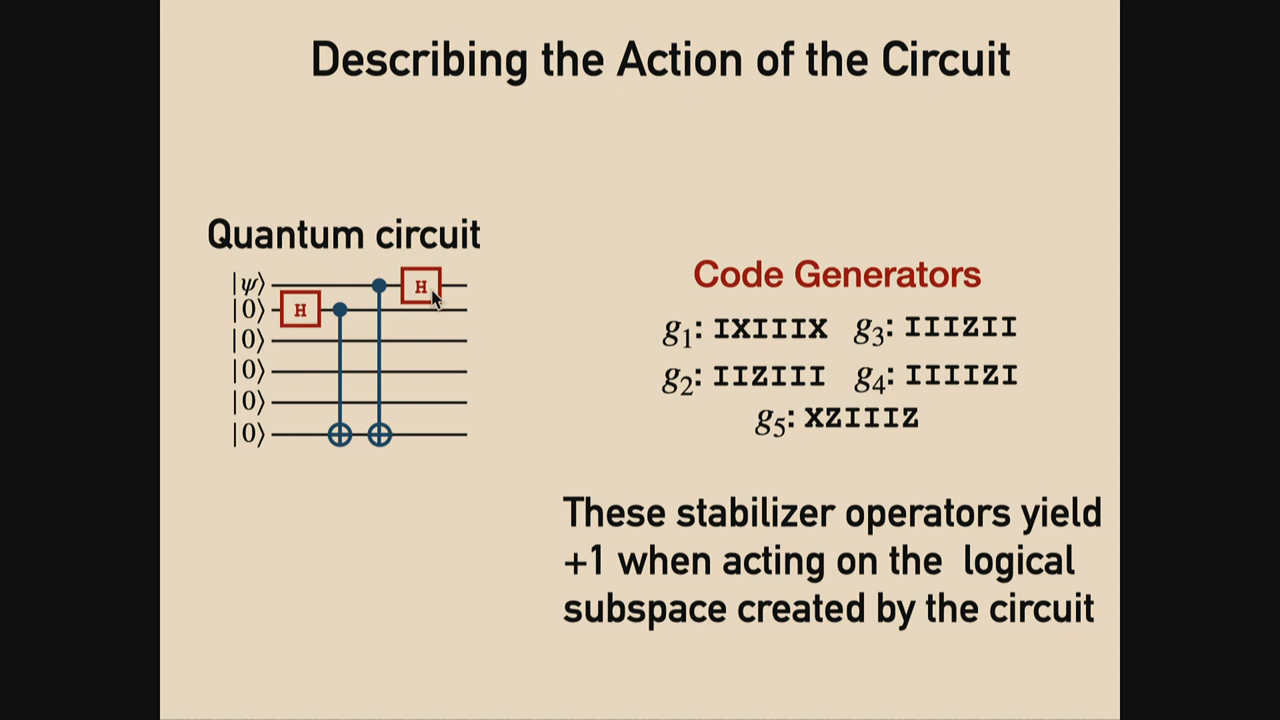 Describing the Action of the Circuit
Quantum circuit
|ψ⟩
|0⟩
|0⟩
|0⟩
|0⟩
|0⟩
H
H
Code Generators
g1: IXIIIX g3: IIIZII
g2: IIZIII g4: IIIIZI
g5: XZIIIZ
These stabilizer operators yield
+1 when acting on the logical
subspace created by the circuit